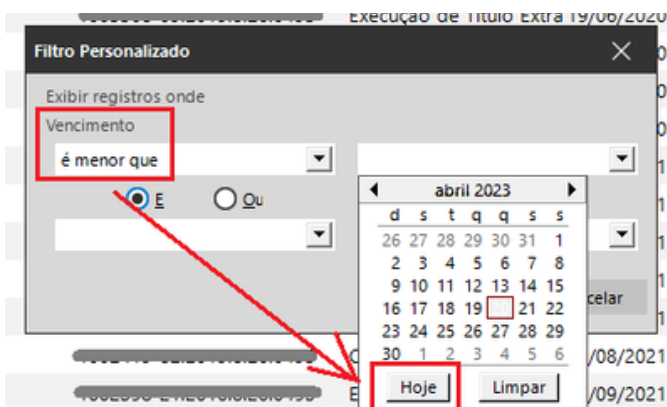 Execução de Título Extra 19/06/2020
Filtro Personalizado
Exibir registros onde
Vencimento
é menor que
E Ou
abril 2023
d s t q q s s
26 27 28 29 30 31 1
2 3 4 5 6 7 8
9 10 11 12 13 14 15
16 17 18 19 21 22
23 24 25 26 27 28 29
30 1 2 3 4 5 6
celar
Hoje Limpar
/08/2021
/09/2021